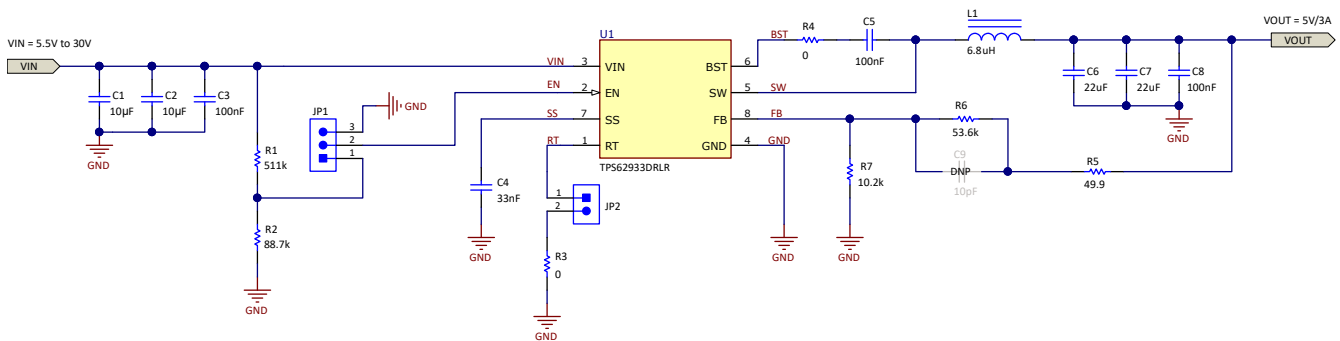 VIN = 5.5V to 30V
VIN
C1
10µF
C2
10µF
C3
100nF
GND
R1
511k
R2
88.7k
GND
JP1
3
2
1
GND
VIN
EN
SS
RT
3
2
7
1
U1
VIN
EN
SS
RT
BST
SW
FB
GND
TPS62933DRLR
6
5
8
4
BST
SW
FB
GND
C4
33nF
GND
1
2
JP2
R3
0
GND
R4
0
C5
100nF
L1
6.8uH
VOUT = 5V/3A
VOUT
C6
22uF
C7
22uF
C8
100nF
GND
R6
53.6k
C9
DNP
10pF
R5
49.9
R7
10.2k
GND
GND